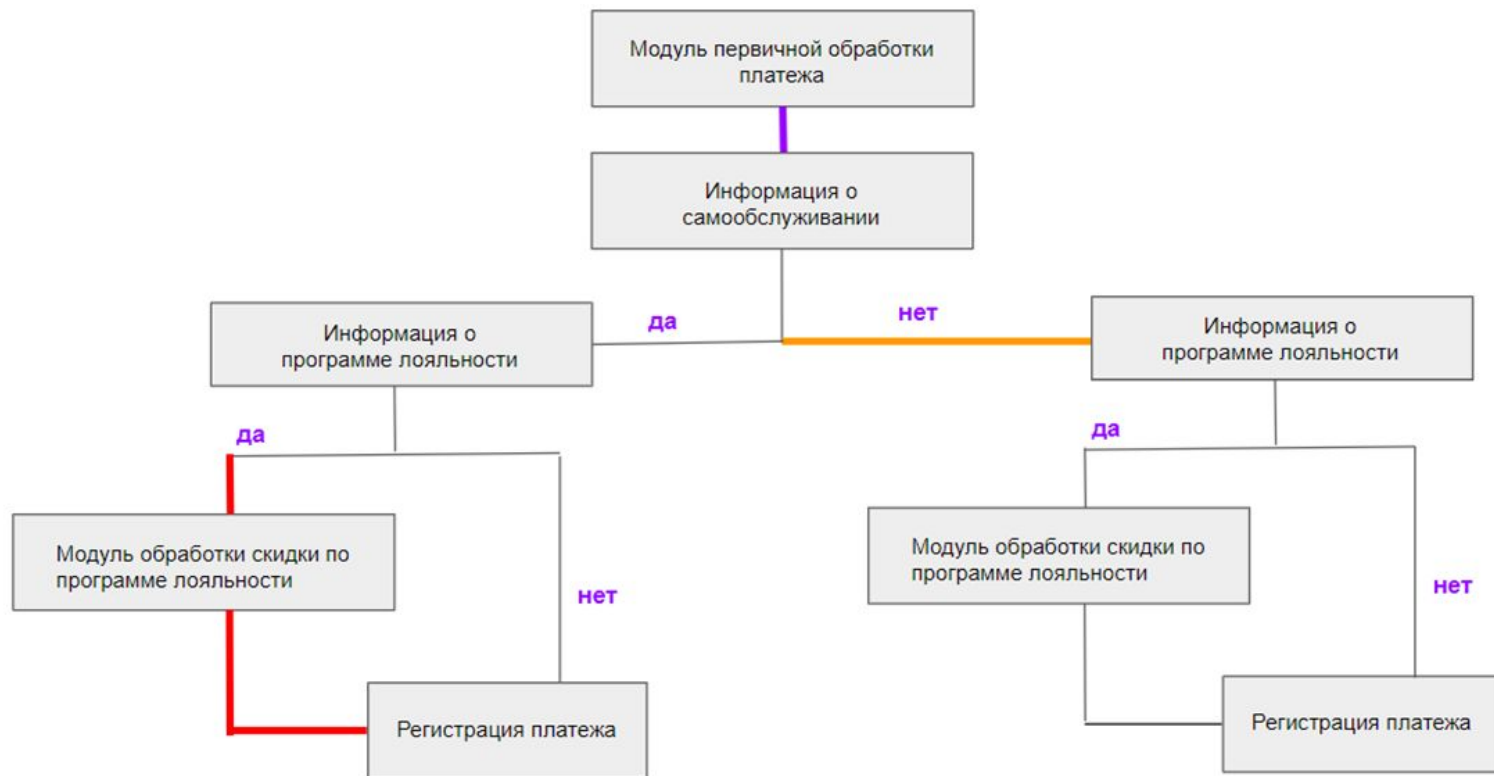 Модуль первичной обработки
платежа
Информация о
самообслуживании
да
нет
Информация о
программе лояльности
Информация о
программе лояльности
да
да
Модуль обработки скидки по
программе лояльности
Модуль обработки скидки по
программе лояльности
нет
нет
Регистрация платежа
Регистрация платежа